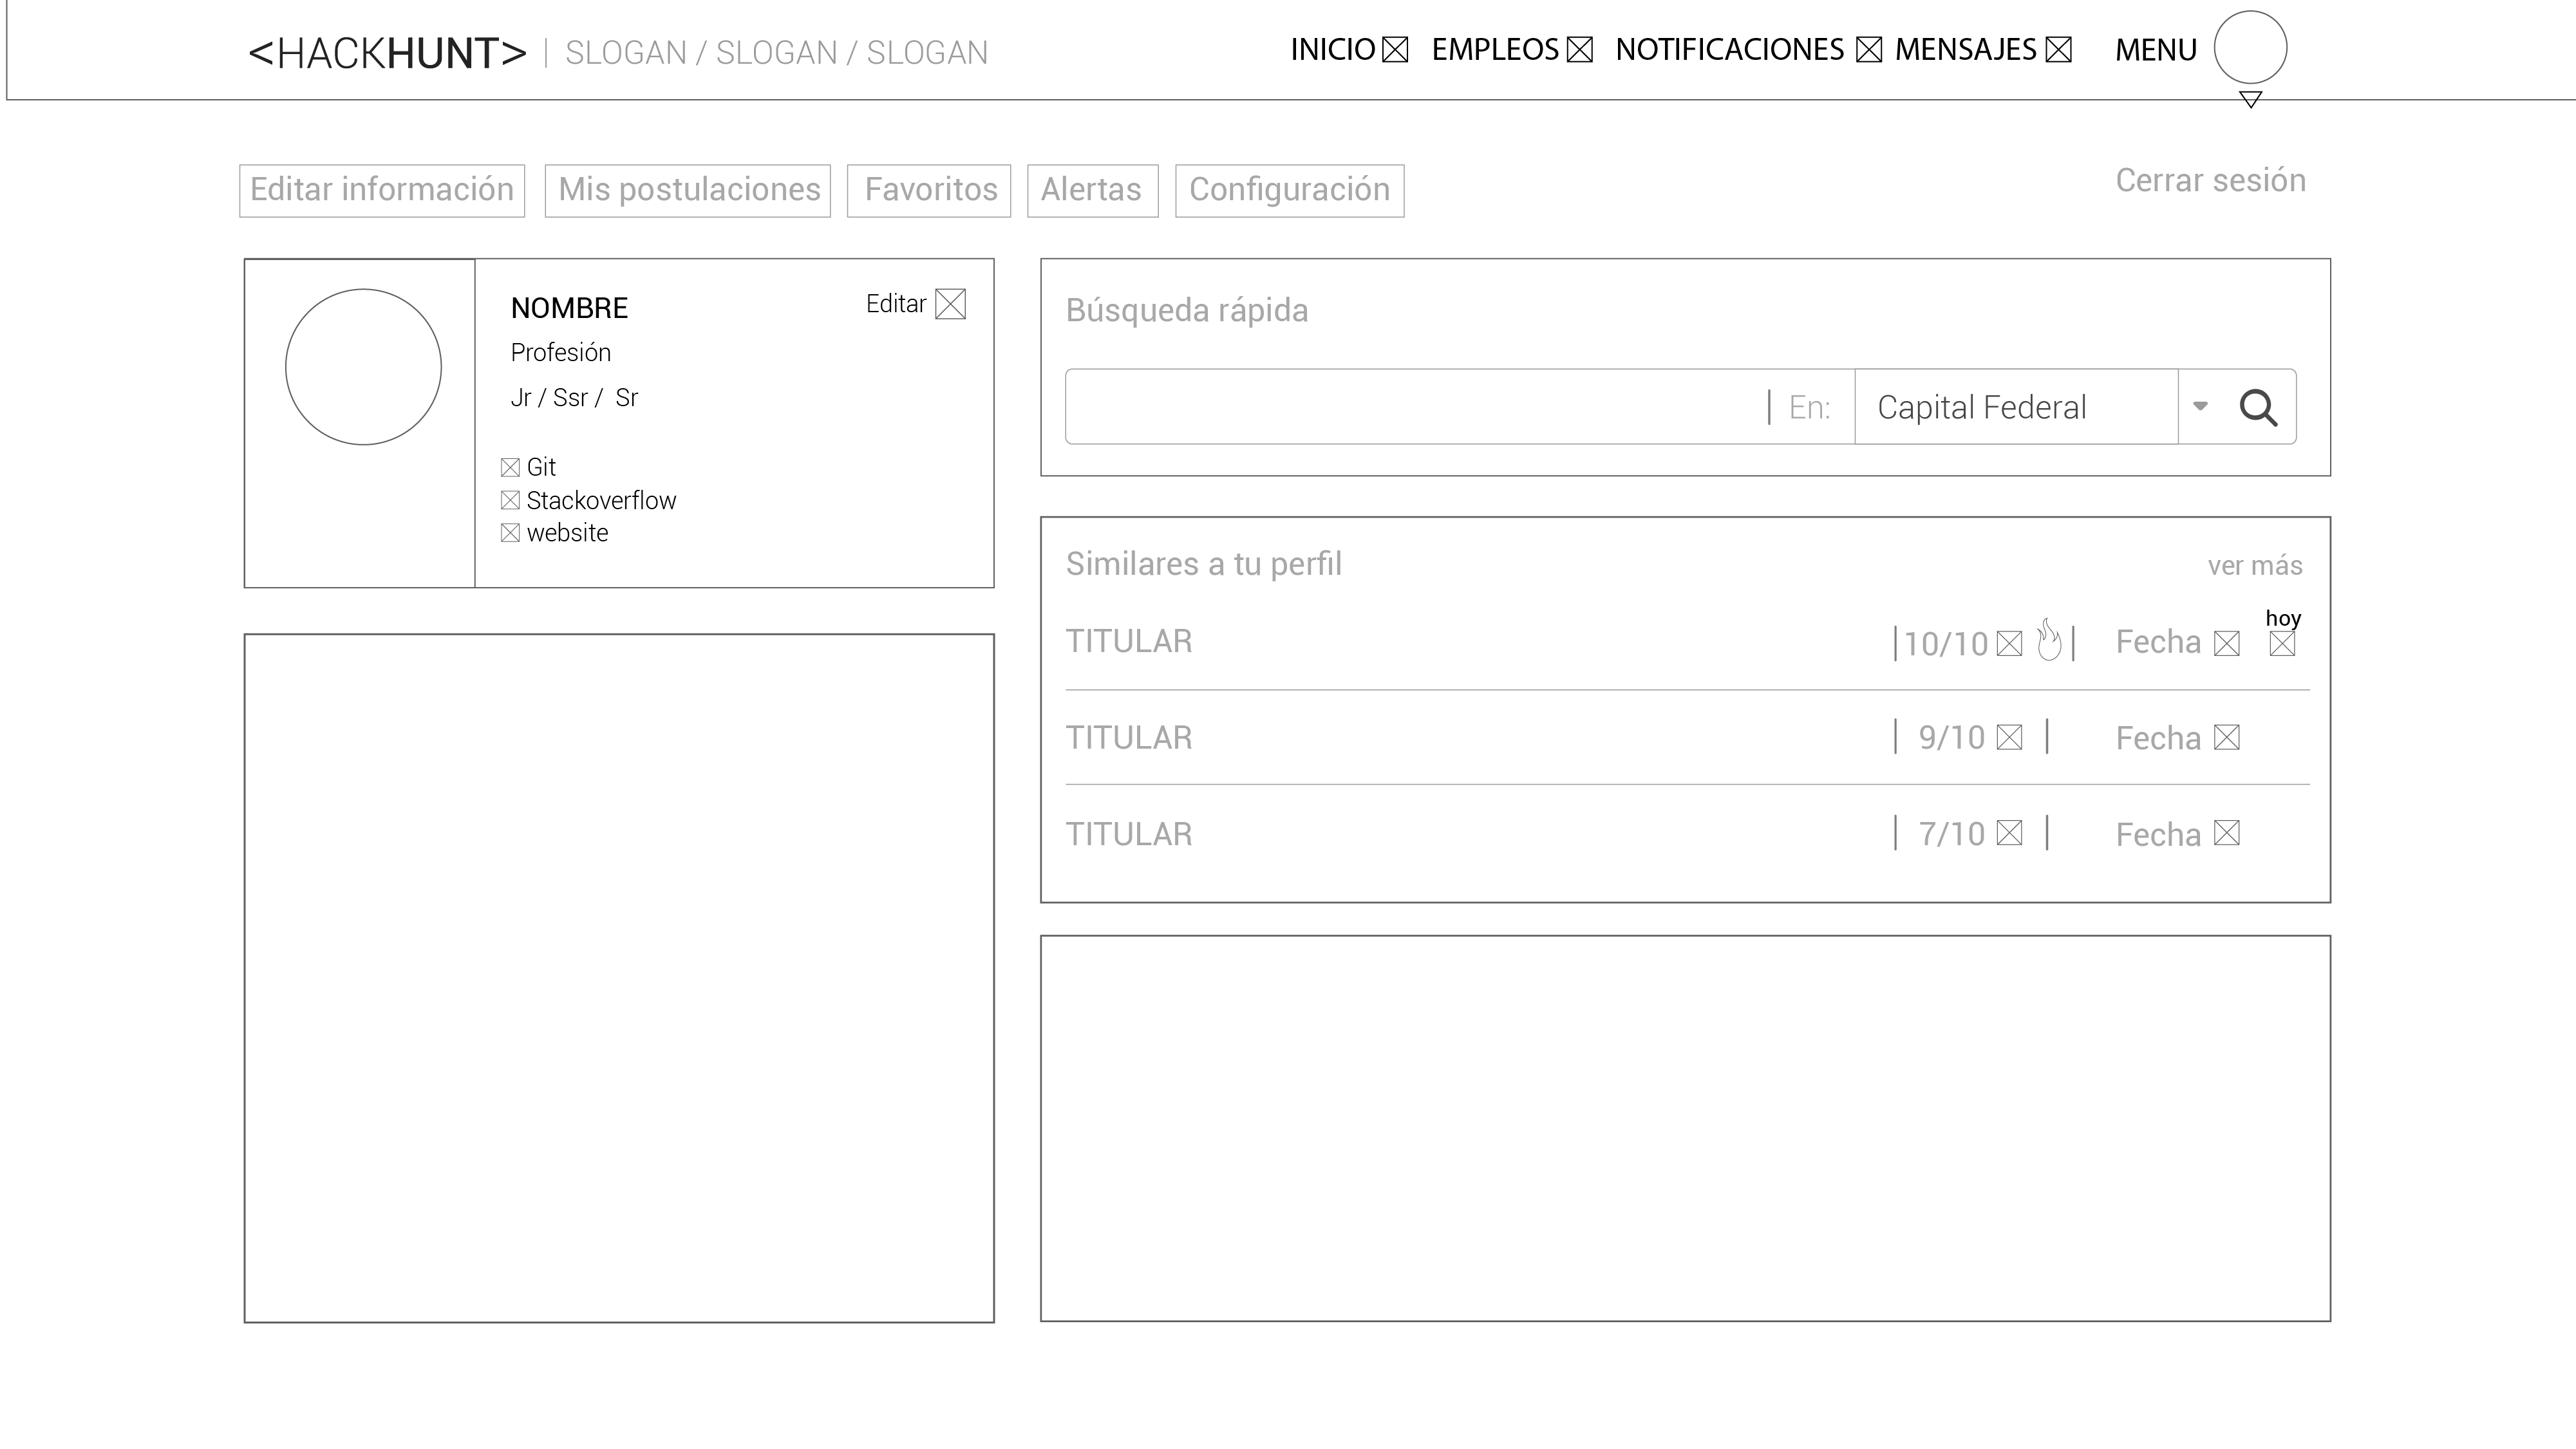 <HACKHUNT> | SLOGAN / SLOGAN / SLOGAN
INICIO EMPLEOS NOTIFICACIONES MENSAJES MENU
Editar información Mis postulaciones Favoritos Alertas Configuración Cerrar sesión
NOMBRE Editar
Profesión
Jr / Ssr / Sr
Git
Stackoverflow
website
Búsqueda rápida
| En: Capital Federal
Similares a tu perfil ver más
hoy
TITULAR | 10/10 | Fecha
TITULAR | 9/10 | Fecha
TITULAR | 7/10 | Fecha